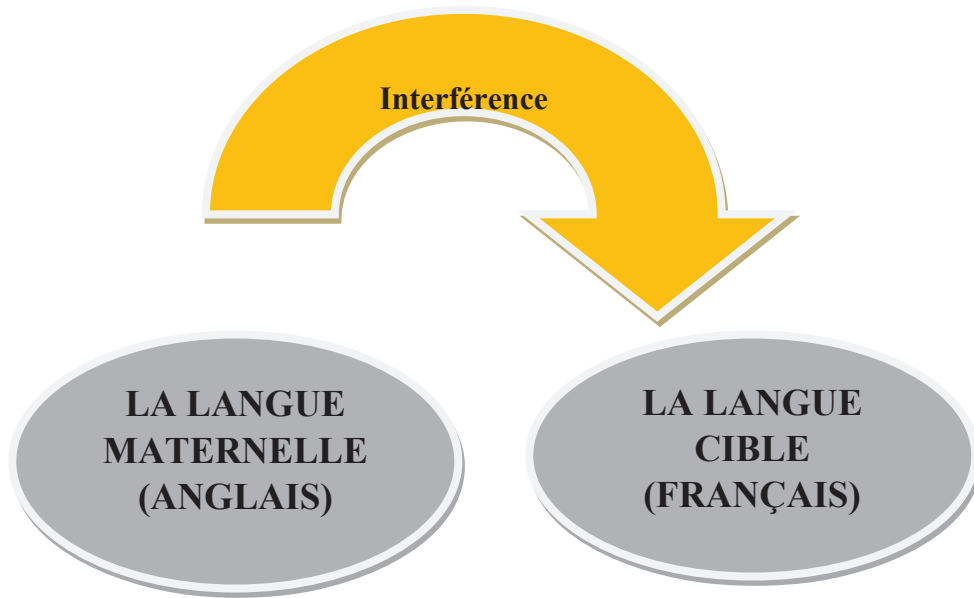 Interférence
LA LANGUE
MATERNELLE
(ANGLAIS)
LA LANGUE
CIBLE
(FRANÇAIS)